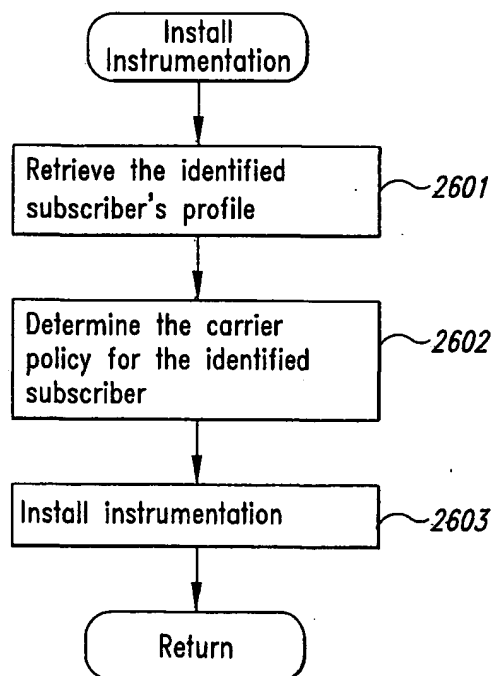 Install
Instrumentation
Retrieve the identified
subscriber's profile
2601
Determine the carrier
policy for the identified
subscriber
2602
Install instrumentation
2603
Return